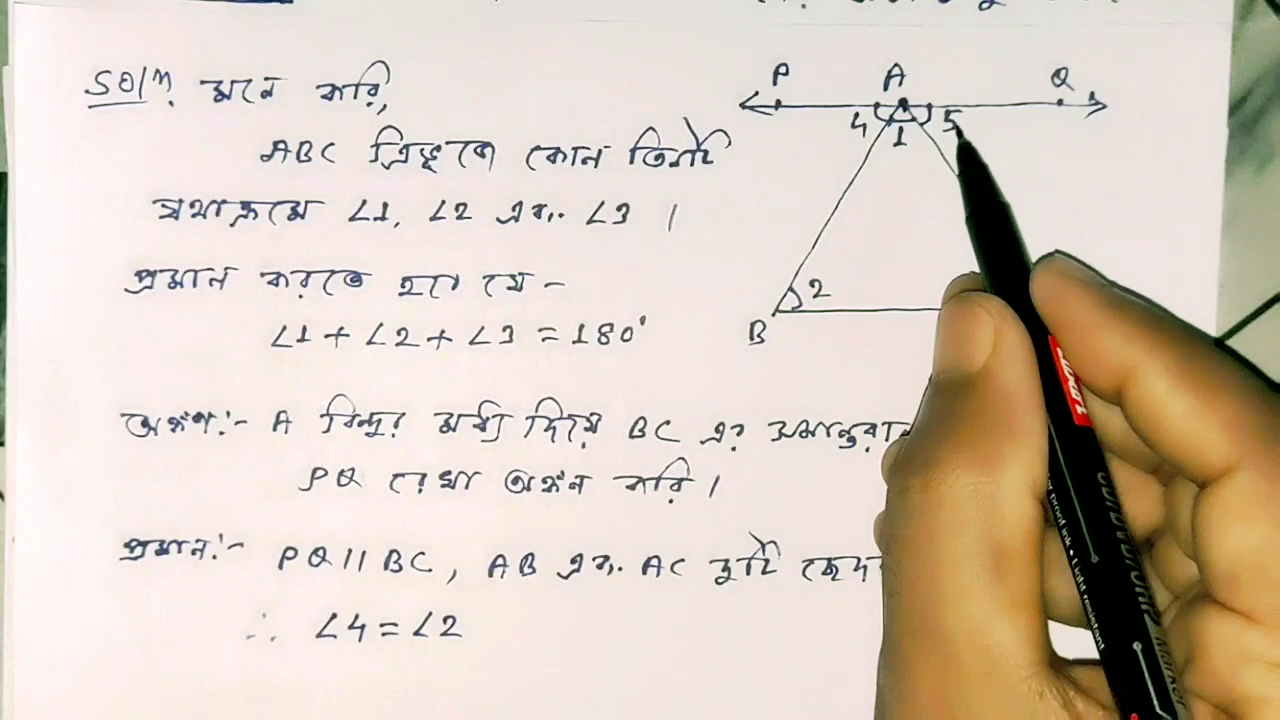 Soln. মনে করি,
ABC ত্রিভুজে কোন তিনটি
যথাক্রমে ∠1, ∠2 এবং ∠3 ।
প্রমান করতে হবে যে-
∠1 + ∠2 + ∠3 = 180°
অঙ্কণ:- A বিন্দুর মধ্য দিয়ে BC এর সমান্তরা
PQ রেখা অঙ্কন করি ।
প্রমান:- PQ || BC, AB এবং AC দুটি ছেদ
∴ ∠4 = ∠2
P A Q
4 1 5
2
B